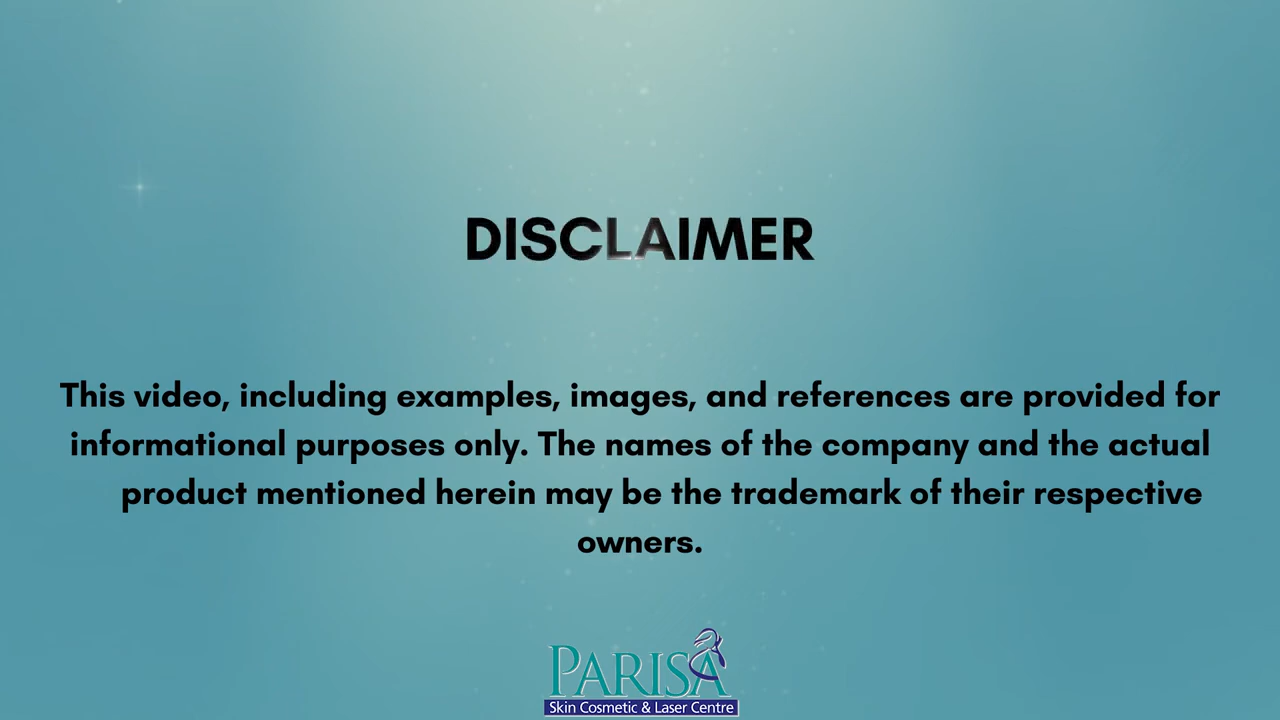 DISCLAIMER
This video, including examples, images, and references are provided for
informational purposes only. The names of the company and the actual
product mentioned herein may be the trademark of their respective
owners.
PARISA
Skin Cosmetic & Laser Centre